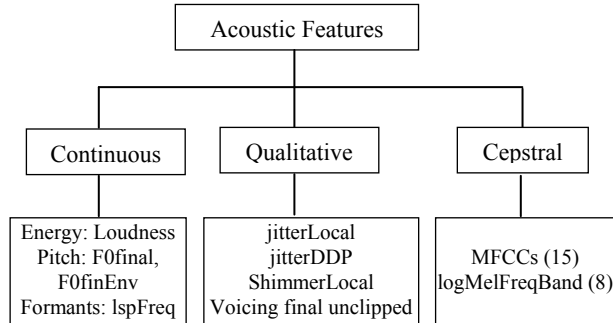 Acoustic Features
Continuous
Qualitative
Cepstral
Energy: Loudness
Pitch: F0final,
F0finEnv
Formants: lspFreq
jitterLocal
jitterDDP
ShimmerLocal
Voicing final unclipped
MFCCs (15)
logMelFreqBand (8)